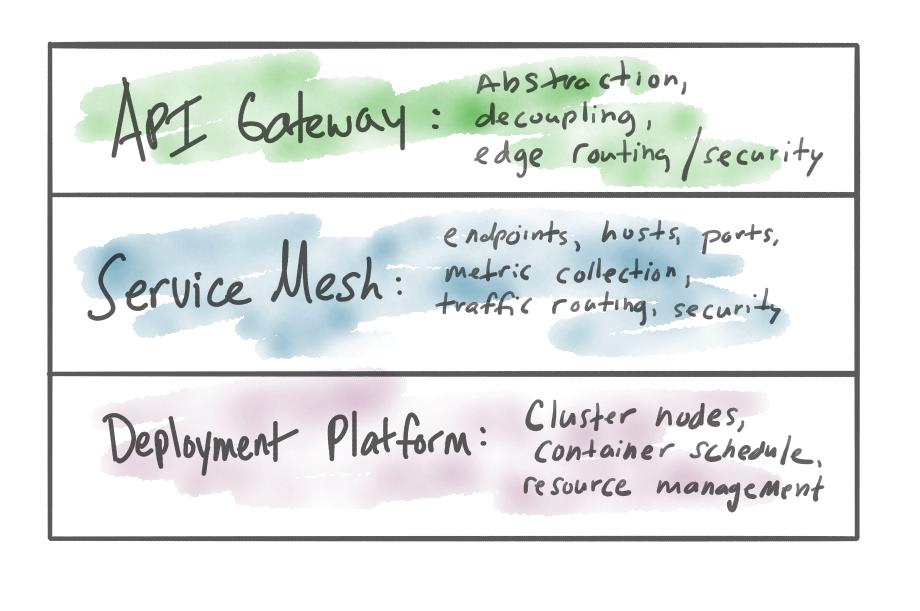 API Gateway: Abstraction,
decoupling,
edge routing/security
Service Mesh: endpoints, hosts, ports,
metric collection,
traffic routing, security
Deployment Platform: Cluster nodes,
container schedule,
resource management